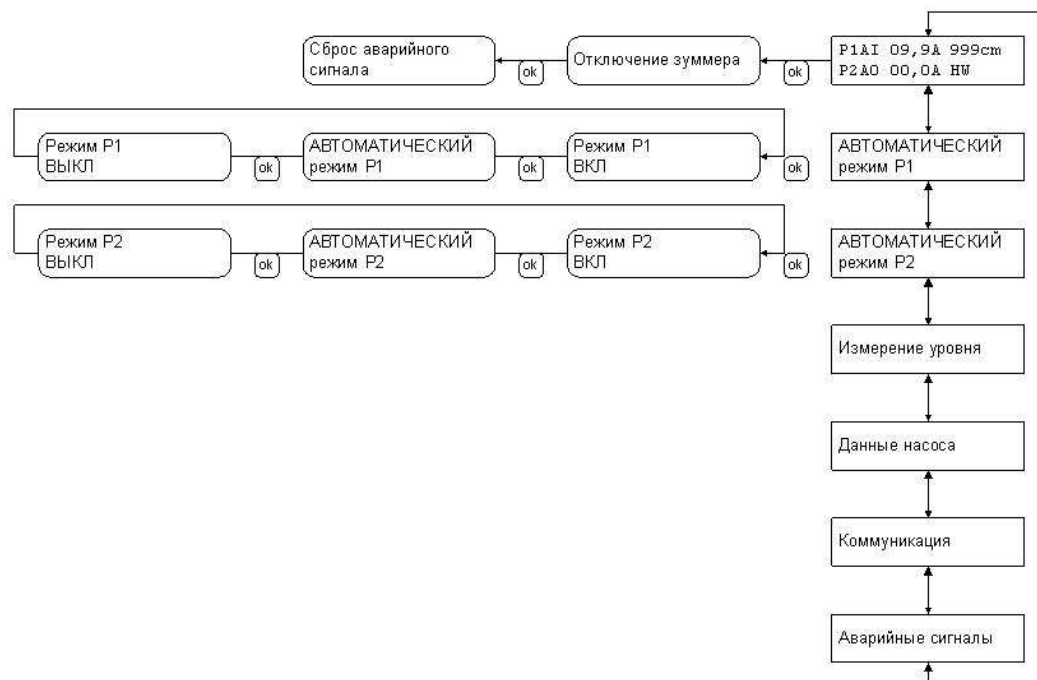 Сброс аварийного
сигнала
ok
Отключение зуммера
ok
P1AI 09,9A 999cm
P2A0 00,0A HW
Режим P1
ВЫКЛ
ok
АВТОМАТИЧЕСКИЙ
режим P1
ok
Режим P1
ВКЛ
ok
АВТОМАТИЧЕСКИЙ
режим P1
Режим P2
ВЫКЛ
ok
АВТОМАТИЧЕСКИЙ
режим P2
ok
Режим P2
ВКЛ
ok
АВТОМАТИЧЕСКИЙ
режим P2
Измерение уровня
Данные насоса
Коммуникация
Аварийные сигналы